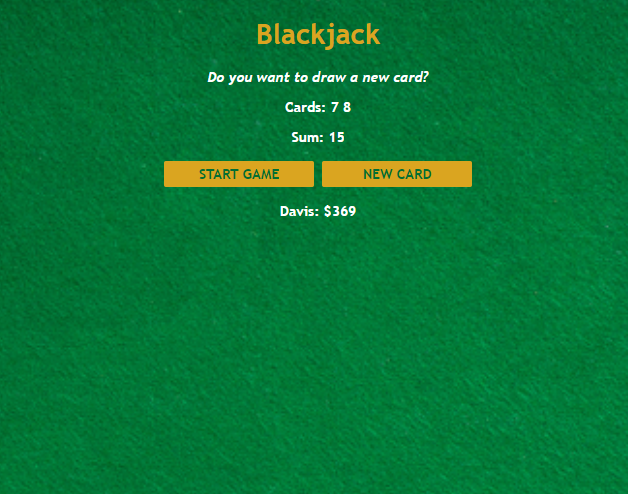 Blackjack
Do you want to draw a new card?
Cards: 7 8
Sum: 15
START GAME NEW CARD
Davis: $369